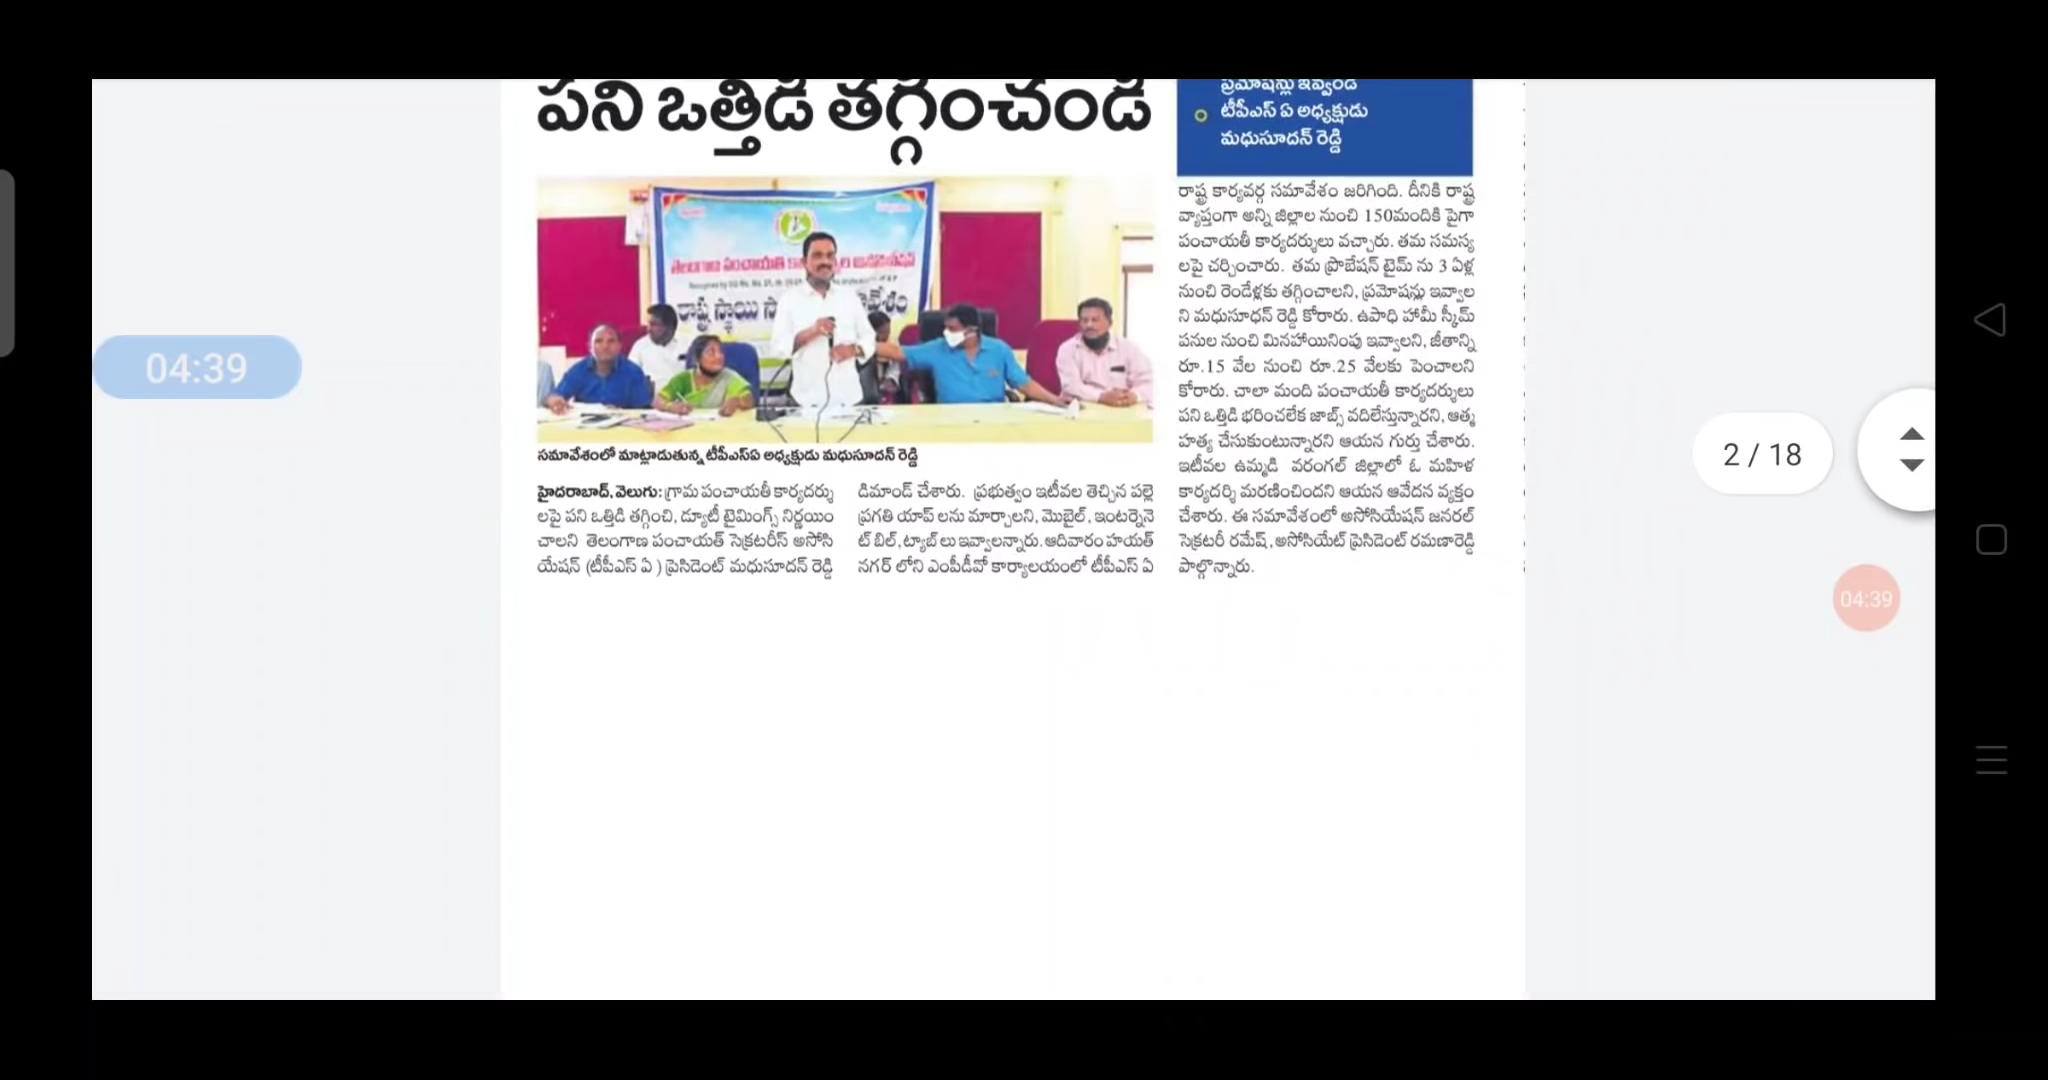 పని ఒత్తిడి తగ్గించండి
ప్రమోషన్లు ఇవ్వండి
టీపీఎస్ ఏ అధ్యక్షుడు
మధుసూదన్ రెడ్డి
తెలంగాణ పంచాయతి
రాష్ట్ర స్థాయి
సమావేశంలో మాట్లాడుతున్న టీపీఎస్ఏ అధ్యక్షుడు మధుసూదన్ రెడ్డి
హైదరాబాద్, వెలుగు: గ్రామ పంచాయతీ కార్యదర్శు
లపై పని ఒత్తిడి తగ్గించి, డ్యూటీ టైమింగ్స్ నిర్ణయిం
చాలని తెలంగాణ పంచాయత్ సెక్రటరీస్ అసోసి
యేషన్ (టీపీఎస్ ఏ ) ప్రెసిడెంట్ మధుసూదన్ రెడ్డి
డిమాండ్ చేశారు. ప్రభుత్వం ఇటీవల తెచ్చిన పల్లె
ప్రగతి యాప్ లను మార్చాలని, మొబైల్, ఇంటర్నెనె
ట్ బిల్, ట్యాబ్ లు ఇవ్వాలన్నారు. ఆదివారం హయత్
నగర్ లోని ఎంపీడీవో కార్యాలయంలో టీపీఎస్ ఏ
రాష్ట్ర కార్యవర్గ సమావేశం జరిగింది. దీనికి రాష్ట్ర
వ్యాప్తంగా అన్ని జిల్లాల నుంచి 150మందికి పైగా
పంచాయతీ కార్యదర్శులు వచ్చారు. తమ సమస్య
లపై చర్చించారు. తమ ప్రొబేషన్ టైమ్ ను 3 ఏళ్ల
నుంచి రెండేళ్లకు తగ్గించాలని, ప్రమోషన్లు ఇవ్వాల
ని మధుసూధన్ రెడ్డి కోరారు. ఉపాధి హామీ స్కీమ్
పనుల నుంచి మినహాయినింపు ఇవ్వాలని, జీతాన్ని
రూ.15 వేల నుంచి రూ.25 వేలకు పెంచాలని
కోరారు. చాలా మంది పంచాయతీ కార్యదర్శులు
పని ఒత్తిడి భరించలేక జాబ్స్ వదిలేస్తున్నారని, ఆత్మ
హత్య చేసుకుంటున్నారని ఆయన గుర్తు చేశారు.
ఇటీవల ఉమ్మడి వరంగల్ జిల్లాలో ఓ మహిళ
కార్యదర్శి మరణించిందని ఆయన ఆవేదన వ్యక్తం
చేశారు. ఈ సమావేశంలో అసోసియేషన్ జనరల్
సెక్రటరీ రమేష్, అసోసియేట్ ప్రెసిడెంట్ రమణారెడ్డి
పాల్గొన్నారు.
04:39
2 / 18
04:39